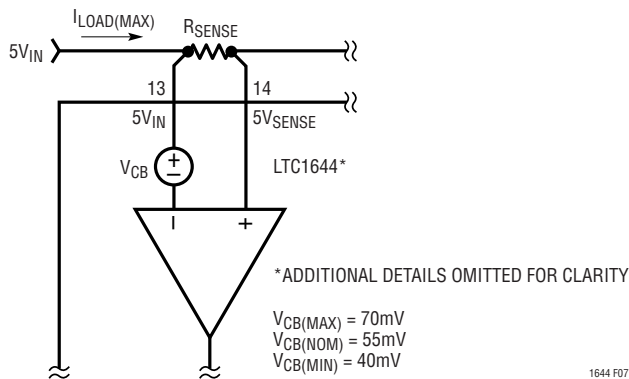 I_LOAD(MAX)
R_SENSE
5V_IN
13
14
5V_IN
5V_SENSE
V_CB
+
–
LTC1644*
–
+
*ADDITIONAL DETAILS OMITTED FOR CLARITY
V_CB(MAX) = 70mV
V_CB(NOM) = 55mV
V_CB(MIN) = 40mV
1644 F07